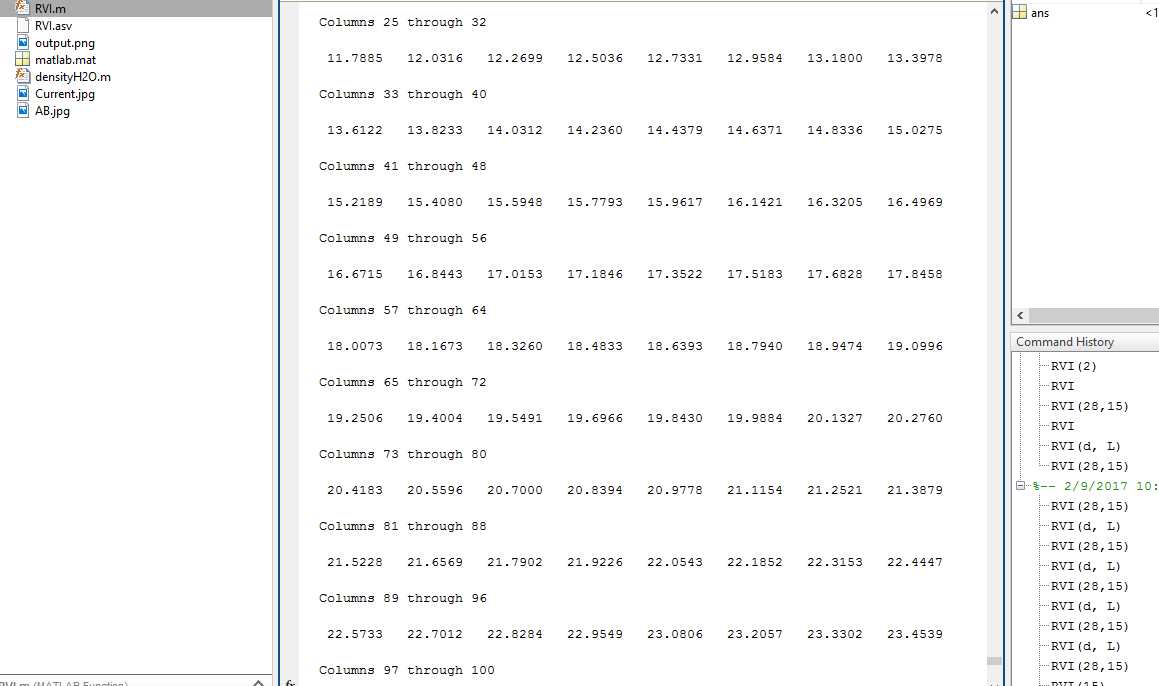 RVI.m
RVI.asv
output.png
matlab.mat
densityH2O.m
Current.jpg
AB.jpg
RVI.m (MATLAB Function)
Columns 25 through 32
11.7885 12.0316 12.2699 12.5036 12.7331 12.9584 13.1800 13.3978
Columns 33 through 40
13.6122 13.8233 14.0312 14.2360 14.4379 14.6371 14.8336 15.0275
Columns 41 through 48
15.2189 15.4080 15.5948 15.7793 15.9617 16.1421 16.3205 16.4969
Columns 49 through 56
16.6715 16.8443 17.0153 17.1846 17.3522 17.5183 17.6828 17.8458
Columns 57 through 64
18.0073 18.1673 18.3260 18.4833 18.6393 18.7940 18.9474 19.0996
Columns 65 through 72
19.2506 19.4004 19.5491 19.6966 19.8430 19.9884 20.1327 20.2760
Columns 73 through 80
20.4183 20.5596 20.7000 20.8394 20.9778 21.1154 21.2521 21.3879
Columns 81 through 88
21.5228 21.6569 21.7902 21.9226 22.0543 22.1852 22.3153 22.4447
Columns 89 through 96
22.5733 22.7012 22.8284 22.9549 23.0806 23.2057 23.3302 23.4539
Columns 97 through 100
fx
ans <1
Command History
RVI(2)
RVI
RVI(28,15)
RVI
RVI(d, L)
RVI(28,15)
%-- 2/9/2017 10:
RVI(28,15)
RVI(d, L)
RVI(28,15)
RVI(d, L)
RVI(28,15)
RVI(d, L)
RVI(28,15)
RVI(d, L)
RVI(28,15)
RVI(15)